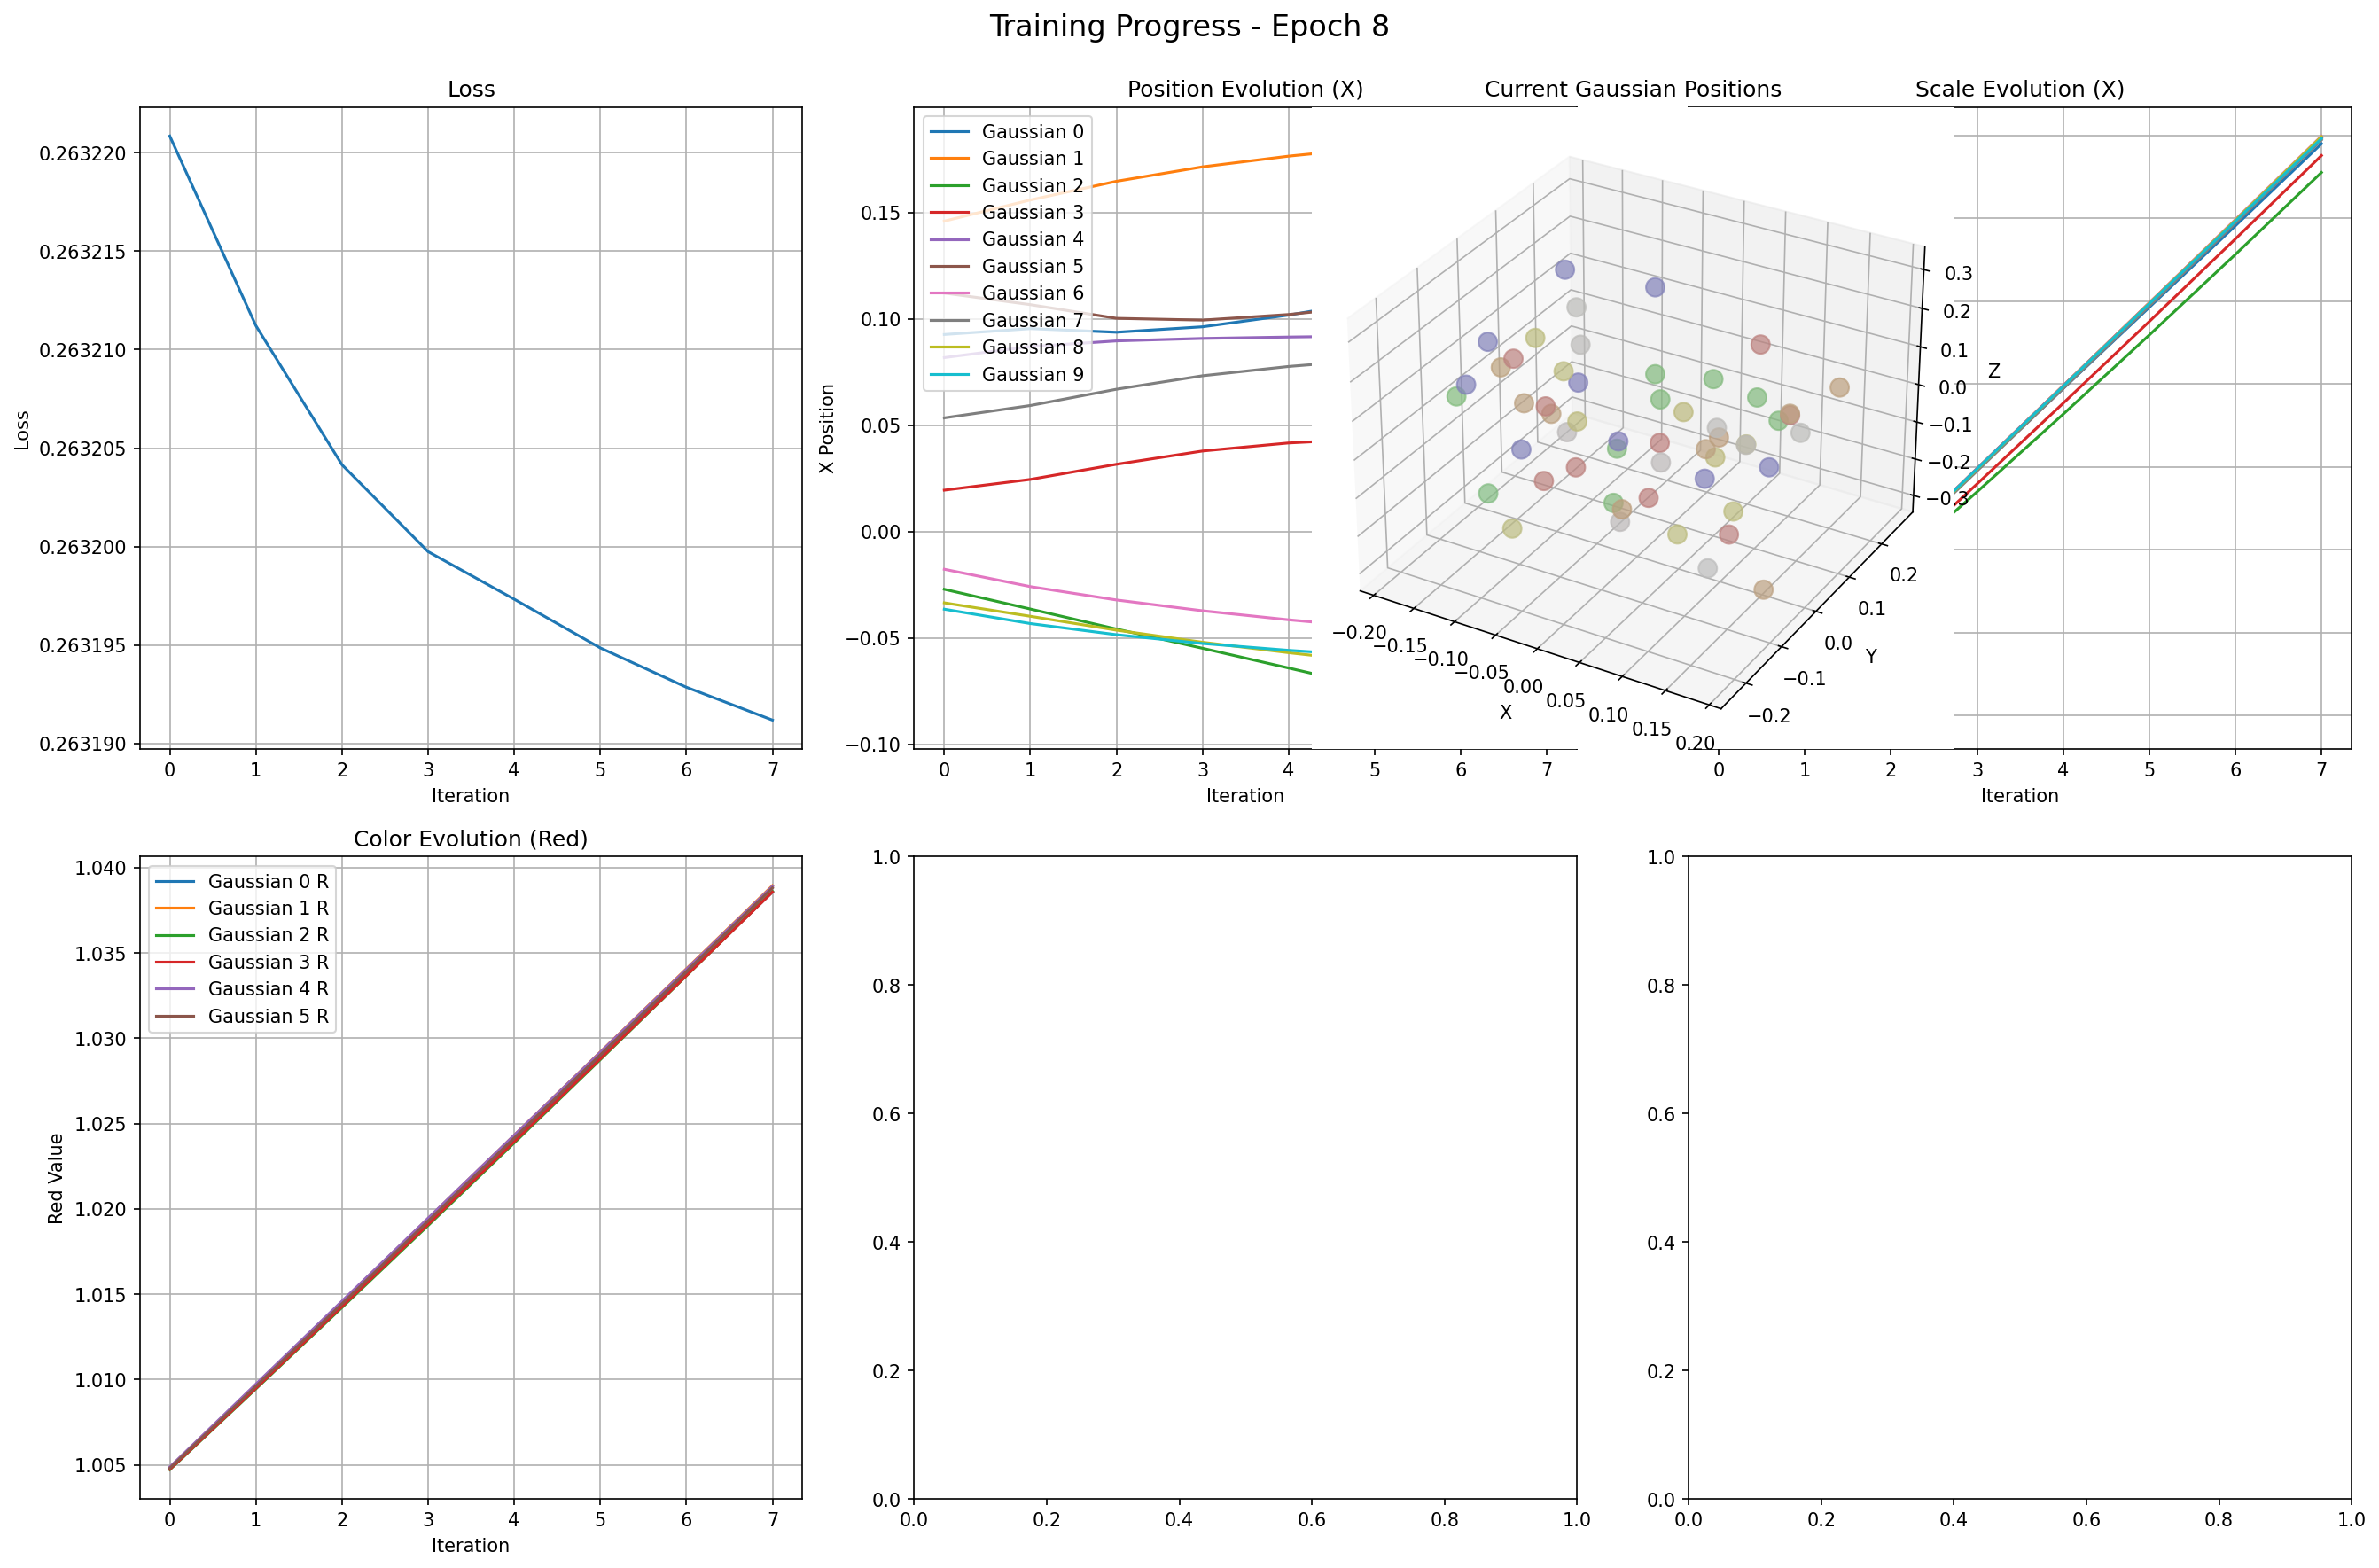 Training Progress - Epoch 8
Loss
0.263220
0.263215
0.263210
0.263205
0.263200
0.263195
0.263190
Loss
0 1 2 3 4 5 6 7
Iteration
Position Evolution (X)
Gaussian 0
Gaussian 1
Gaussian 2
Gaussian 3
Gaussian 4
Gaussian 5
Gaussian 6
Gaussian 7
Gaussian 8
Gaussian 9
0.15
0.10
0.05
0.00
−0.05
−0.10
X Position
0 1 2 3 4 5 6 7
Iteration
Current Gaussian Positions
0.3
0.2
0.1
0.0
−0.1
−0.2
−0.3
Z
0.2
0.1
0.0
−0.1
−0.2
Y
−0.20
−0.15
−0.10
−0.05
0.00
0.05
0.10
0.15
0.20
X
Scale Evolution (X)
0 1 2 3 4 5 6 7
Iteration
Color Evolution (Red)
Gaussian 0 R
Gaussian 1 R
Gaussian 2 R
Gaussian 3 R
Gaussian 4 R
Gaussian 5 R
1.040
1.035
1.030
1.025
1.020
1.015
1.010
1.005
Red Value
0 1 2 3 4 5 6 7
Iteration
1.0
0.8
0.6
0.4
0.2
0.0
0.0 0.2 0.4 0.6 0.8 1.0
1.0
0.8
0.6
0.4
0.2
0.0
0.0 0.2 0.4 0.6 0.8 1.0